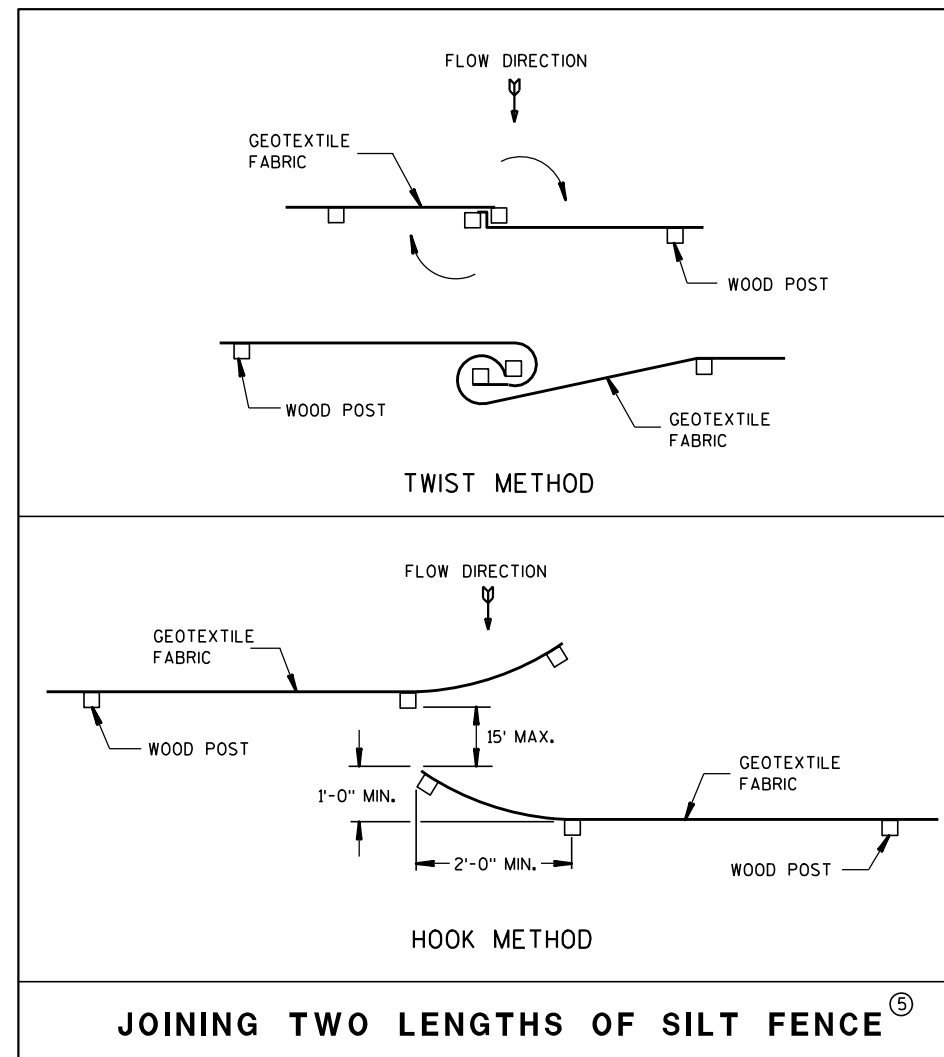 FLOW DIRECTION
GEOTEXTILE
FABRIC
WOOD POST
WOOD POST
GEOTEXTILE
FABRIC
TWIST METHOD
FLOW DIRECTION
GEOTEXTILE
FABRIC
WOOD POST
15' MAX.
GEOTEXTILE
FABRIC
1'-0" MIN.
2'-0" MIN.
WOOD POST
HOOK METHOD
JOINING TWO LENGTHS OF SILT FENCE ⑤